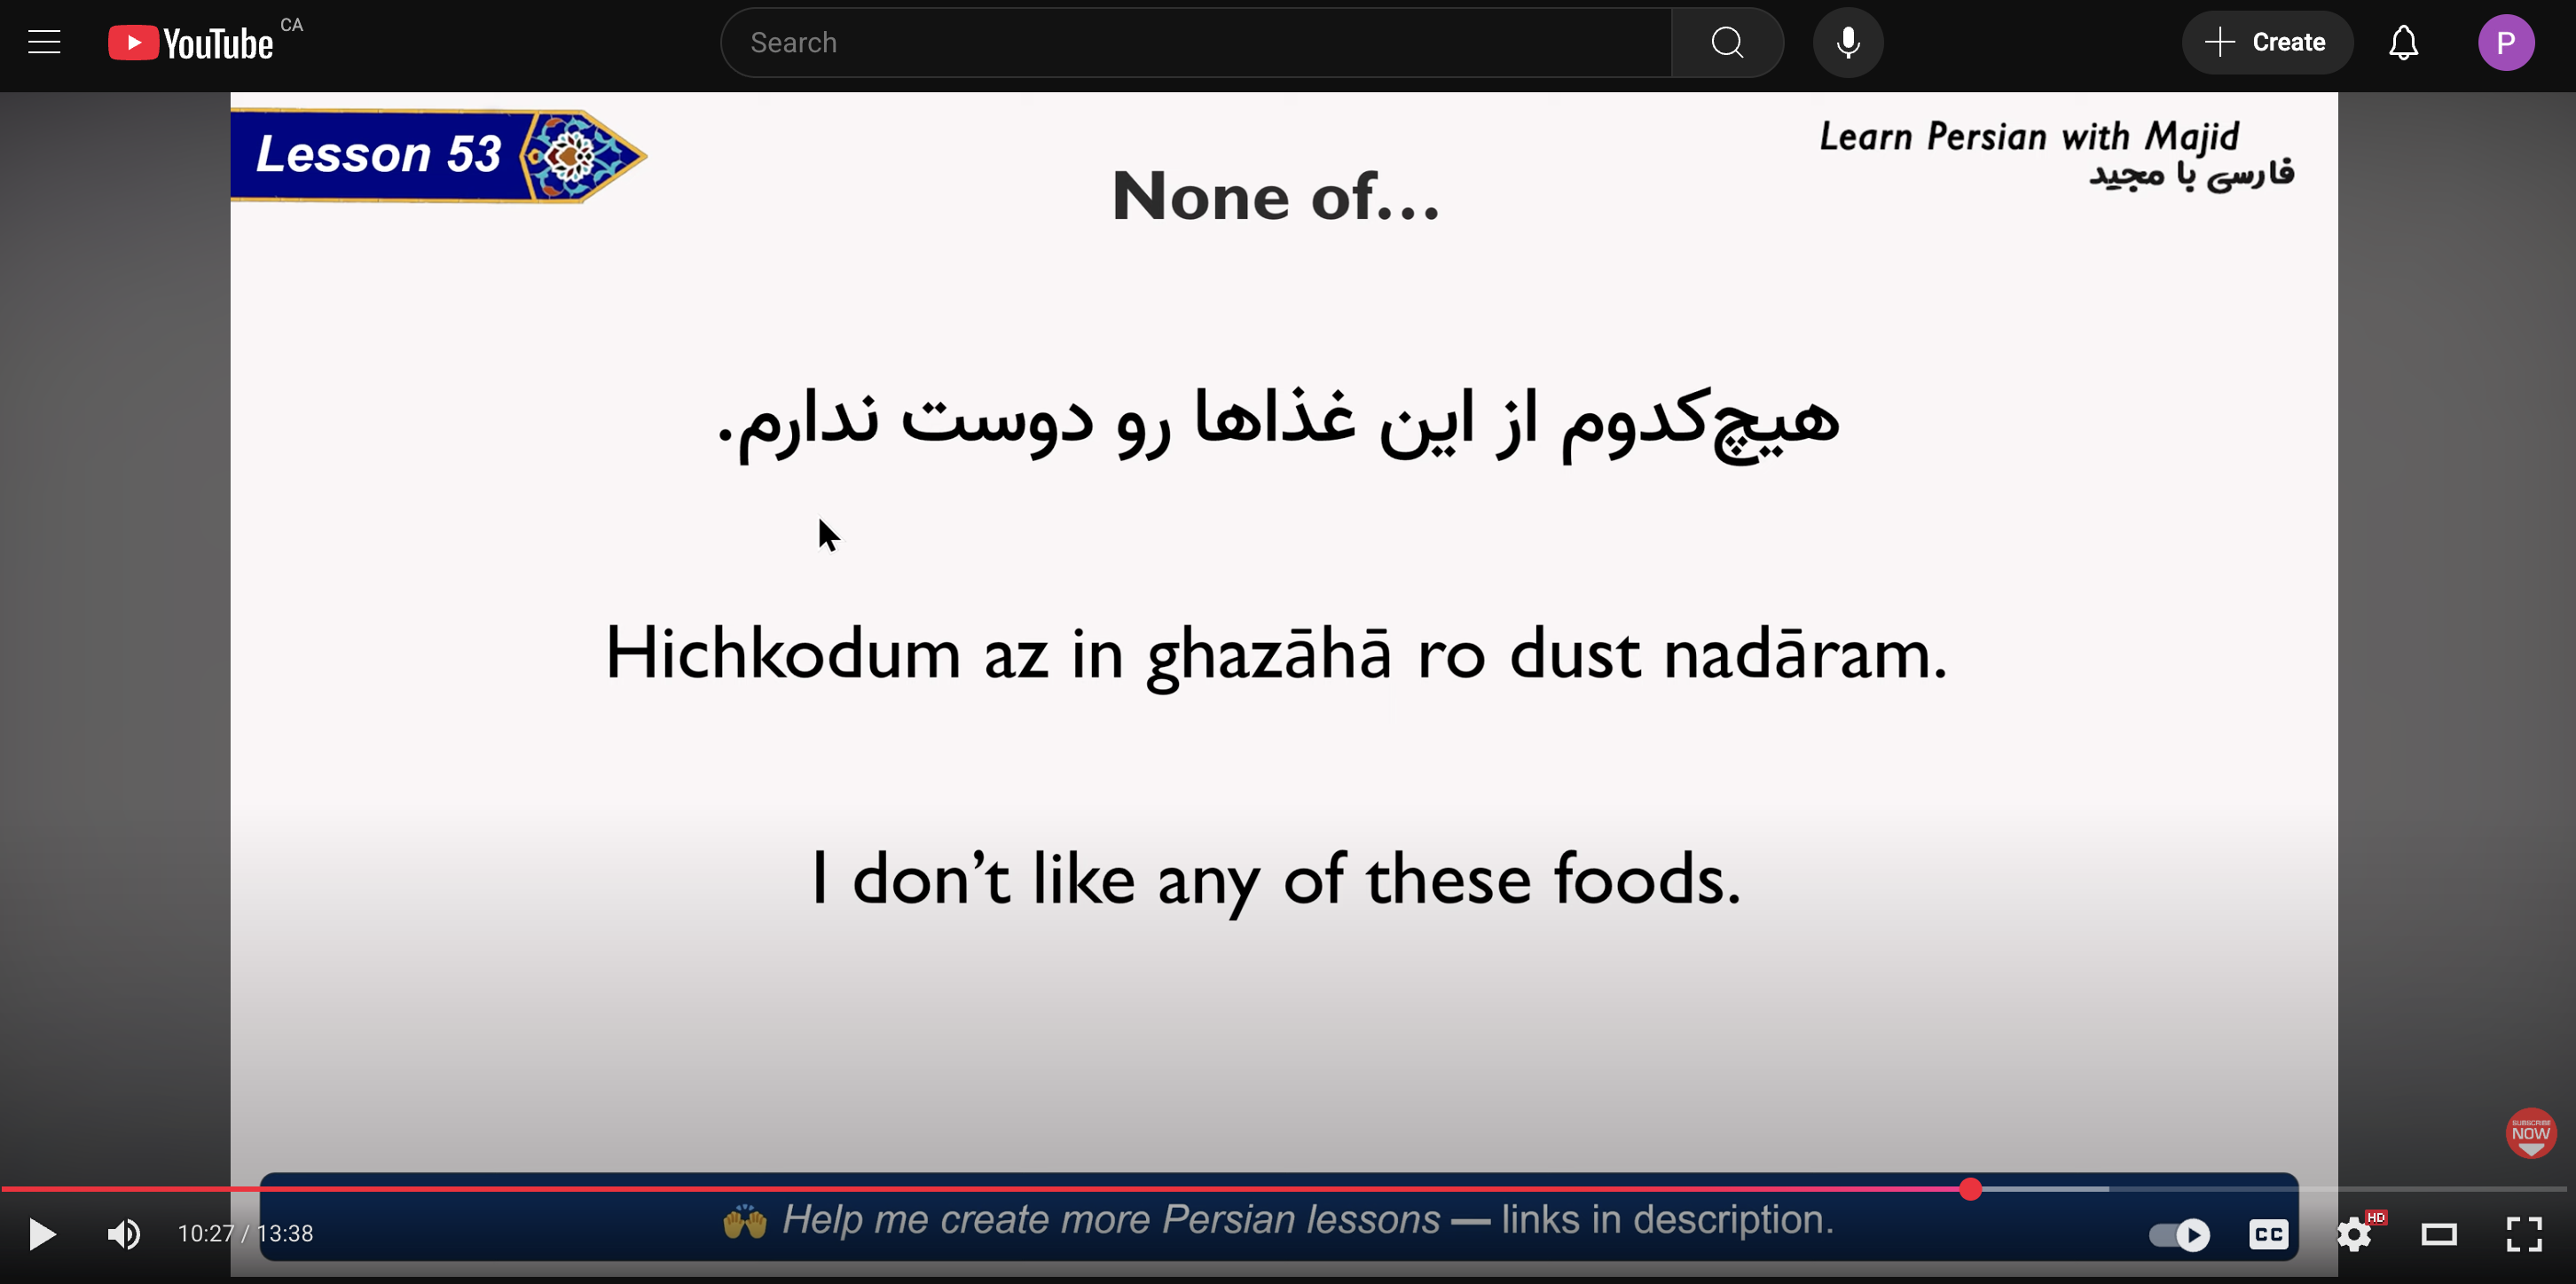 YouTube CA
Search
Create
P
Lesson 53
Learn Persian with Majid
فارسی با مجید
None of...
هیچ‌کدوم از این غذاها رو دوست ندارم.
Hichkodum az in ghazāhā ro dust nadāram.
I don’t like any of these foods.
SUBSCRIBE
NOW
🙌 Help me create more Persian lessons — links in description.
10:27 / 13:38
CC
HD